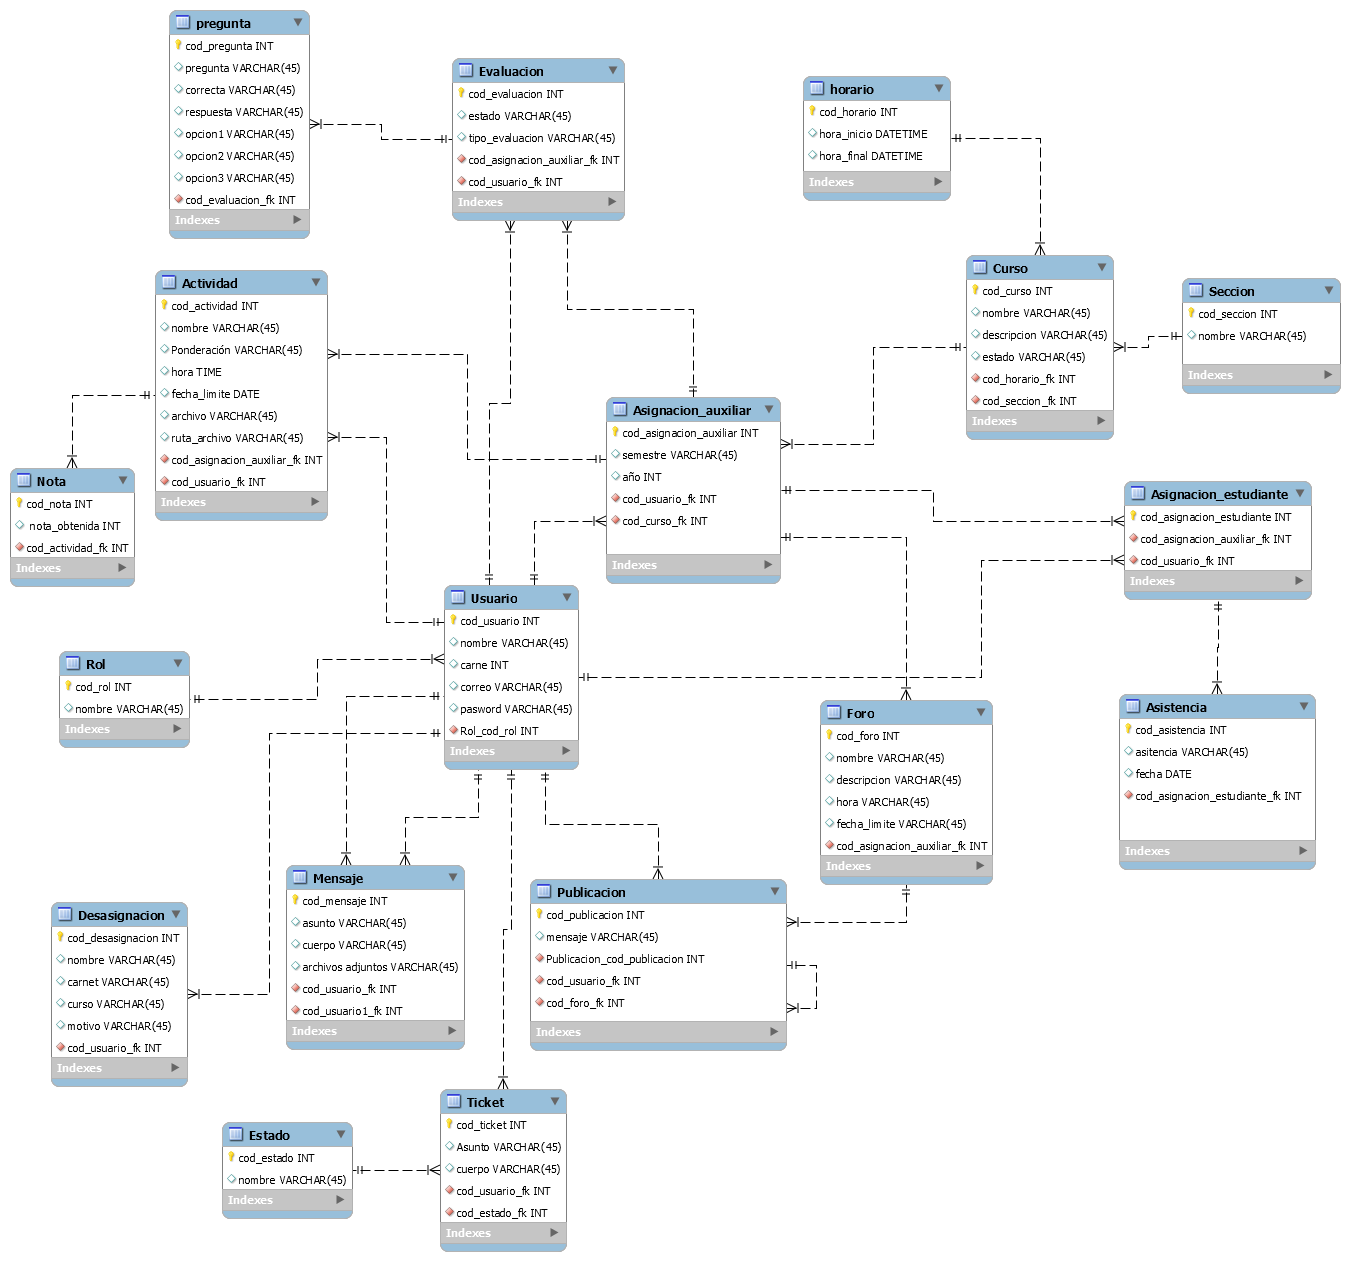 pregunta
cod_pregunta INT
pregunta VARCHAR(45)
correcta VARCHAR(45)
respuesta VARCHAR(45)
opcion1 VARCHAR(45)
opcion2 VARCHAR(45)
opcion3 VARCHAR(45)
cod_evaluacion_fk INT
Indexes
Evaluacion
cod_evaluacion INT
estado VARCHAR(45)
tipo_evaluacion VARCHAR(45)
cod_asignacion_auxiliar_fk INT
cod_usuario_fk INT
Indexes
horario
cod_horario INT
hora_inicio DATETIME
hora_final DATETIME
Indexes
Curso
cod_curso INT
nombre VARCHAR(45)
descripcion VARCHAR(45)
estado VARCHAR(45)
cod_horario_fk INT
cod_seccion_fk INT
Indexes
Seccion
cod_seccion INT
nombre VARCHAR(45)
Indexes
Actividad
cod_actividad INT
nombre VARCHAR(45)
Ponderación VARCHAR(45)
hora TIME
fecha_limite DATE
archivo VARCHAR(45)
ruta_archivo VARCHAR(45)
cod_asignacion_auxiliar_fk INT
cod_usuario_fk INT
Indexes
Asignacion_auxiliar
cod_asignacion_auxiliar INT
semestre VARCHAR(45)
año INT
cod_usuario_fk INT
cod_curso_fk INT
Indexes
Nota
cod_nota INT
nota_obtenida INT
cod_actividad_fk INT
Indexes
Asignacion_estudiante
cod_asignacion_estudiante INT
cod_asignacion_auxiliar_fk INT
cod_usuario_fk INT
Indexes
Usuario
cod_usuario INT
nombre VARCHAR(45)
carne INT
correo VARCHAR(45)
pasword VARCHAR(45)
Rol_cod_rol INT
Indexes
Rol
cod_rol INT
nombre VARCHAR(45)
Indexes
Foro
cod_foro INT
nombre VARCHAR(45)
descripcion VARCHAR(45)
hora VARCHAR(45)
fecha_limite VARCHAR(45)
cod_asignacion_auxiliar_fk INT
Indexes
Asistencia
cod_asistencia INT
asitencia VARCHAR(45)
fecha DATE
cod_asignacion_estudiante_fk INT
Indexes
Mensaje
cod_mensaje INT
asunto VARCHAR(45)
cuerpo VARCHAR(45)
archivos adjuntos VARCHAR(45)
cod_usuario_fk INT
cod_usuario1_fk INT
Indexes
Publicacion
cod_publicacion INT
mensaje VARCHAR(45)
Publicacion_cod_publicacion INT
cod_usuario_fk INT
cod_foro_fk INT
Indexes
Desasignacion
cod_desasignacion INT
nombre VARCHAR(45)
carnet VARCHAR(45)
curso VARCHAR(45)
motivo VARCHAR(45)
cod_usuario_fk INT
Indexes
Ticket
cod_ticket INT
Asunto VARCHAR(45)
cuerpo VARCHAR(45)
cod_usuario_fk INT
cod_estado_fk INT
Indexes
Estado
cod_estado INT
nombre VARCHAR(45)
Indexes